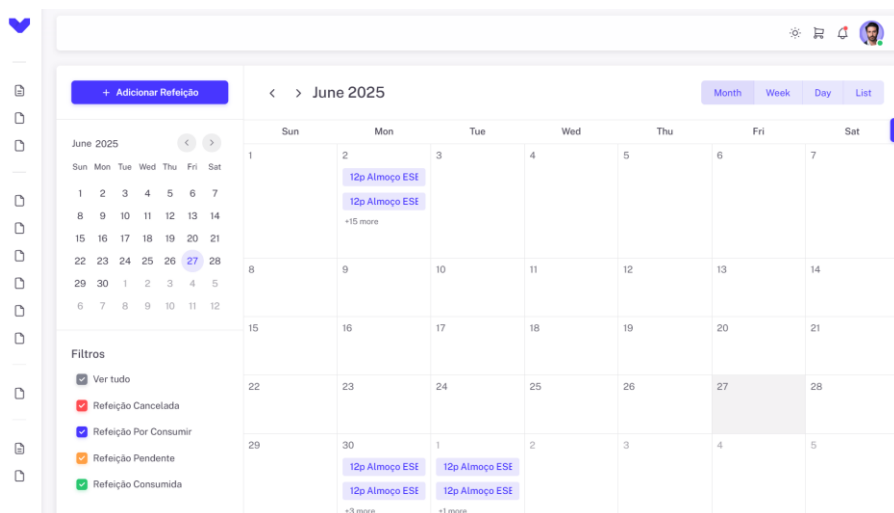 + Adicionar Refeição
June 2025
Month Week Day List
June 2025
Sun Mon Tue Wed Thu Fri Sat
1 2 3 4 5 6 7
8 9 10 11 12 13 14
15 16 17 18 19 20 21
22 23 24 25 26 27 28
29 30 1 2 3 4 5
6 7 8 9 10 11 12
Filtros
Ver tudo
Refeição Cancelada
Refeição Por Consumir
Refeição Pendente
Refeição Consumida
Sun Mon Tue Wed Thu Fri Sat
1 2 3 4 5 6 7
12p Almoço ESE
12p Almoço ESE
+15 more
8 9 10 11 12 13 14
15 16 17 18 19 20 21
22 23 24 25 26 27 28
29 30 1 2 3 4 5
12p Almoço ESE 12p Almoço ESE
12p Almoço ESE 12p Almoço ESE
+3 more +1 more